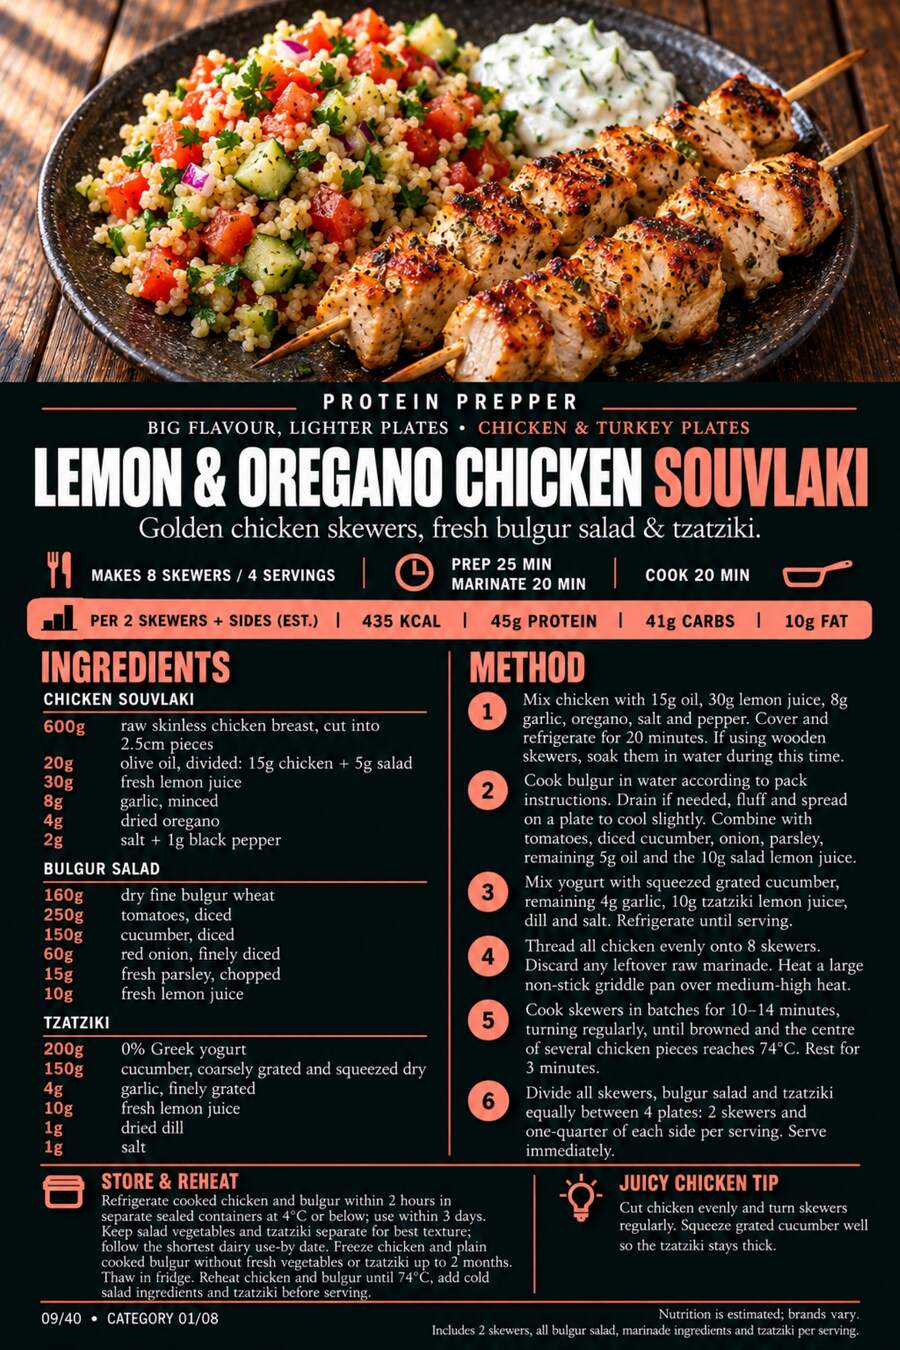 PROTEIN PREPPER
BIG FLAVOUR, LIGHTER PLATES • CHICKEN & TURKEY PLATES
LEMON & OREGANO CHICKEN SOUVLAKI
Golden chicken skewers, fresh bulgur salad & tzatziki.
MAKES 8 SKEWERS / 4 SERVINGS
PREP 25 MIN
MARINATE 20 MIN
COOK 20 MIN
PER 2 SKEWERS + SIDES (EST.) | 435 KCAL | 45g PROTEIN | 41g CARBS | 10g FAT
INGREDIENTS
CHICKEN SOUVLAKI
600g raw skinless chicken breast, cut into
2.5cm pieces
20g olive oil, divided: 15g chicken + 5g salad
30g fresh lemon juice
8g garlic, minced
4g dried oregano
2g salt + 1g black pepper
BULGUR SALAD
160g dry fine bulgur wheat
250g tomatoes, diced
150g cucumber, diced
60g red onion, finely diced
15g fresh parsley, chopped
10g fresh lemon juice
TZATZIKI
200g 0% Greek yogurt
150g cucumber, coarsely grated and squeezed dry
4g garlic, finely grated
10g fresh lemon juice
1g dried dill
1g salt
METHOD
1 Mix chicken with 15g oil, 30g lemon juice, 8g
garlic, oregano, salt and pepper. Cover and
refrigerate for 20 minutes. If using wooden
skewers, soak them in water during this time.
2 Cook bulgur in water according to pack
instructions. Drain if needed, fluff and spread
on a plate to cool slightly. Combine with
tomatoes, diced cucumber, onion, parsley,
remaining 5g oil and the 10g salad lemon juice.
3 Mix yogurt with squeezed grated cucumber,
remaining 4g garlic, 10g tzatziki lemon juice,
dill and salt. Refrigerate until serving.
4 Thread all chicken evenly onto 8 skewers.
Discard any leftover raw marinade. Heat a large
non-stick griddle pan over medium-high heat.
5 Cook skewers in batches for 10–14 minutes,
turning regularly, until browned and the centre
of several chicken pieces reaches 74°C. Rest for
3 minutes.
6 Divide all skewers, bulgur salad and tzatziki
equally between 4 plates: 2 skewers and
one-quarter of each side per serving. Serve
immediately.
STORE & REHEAT
Refrigerate cooked chicken and bulgur within 2 hours in
separate sealed containers at 4°C or below; use within 3 days.
Keep salad vegetables and tzatziki separate for best texture;
follow the shortest dairy use-by date. Freeze chicken and plain
cooked bulgur without fresh vegetables or tzatziki up to 2 months.
Thaw in fridge. Reheat chicken and bulgur until 74°C, add cold
salad ingredients and tzatziki before serving.
JUICY CHICKEN TIP
Cut chicken evenly and turn skewers
regularly. Squeeze grated cucumber well
so the tzatziki stays thick.
09/40 • CATEGORY 01/08
Nutrition is estimated; brands vary.
Includes 2 skewers, all bulgur salad, marinade ingredients and tzatziki per serving.